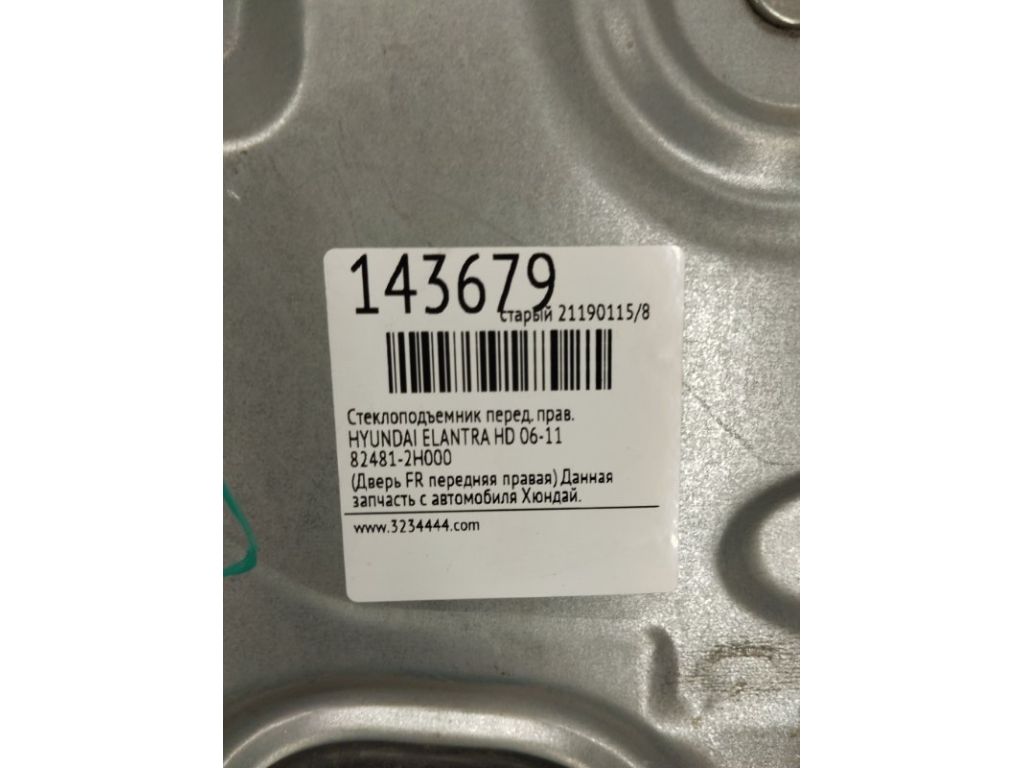 143679
старый 21190115/8
Стеклоподъемник перед. прав.
HYUNDAI ELANTRA HD 06-11
82481-2H000
(Дверь FR передняя правая) Данная
запчасть с автомобиля Хюндай.
www.3234444.com